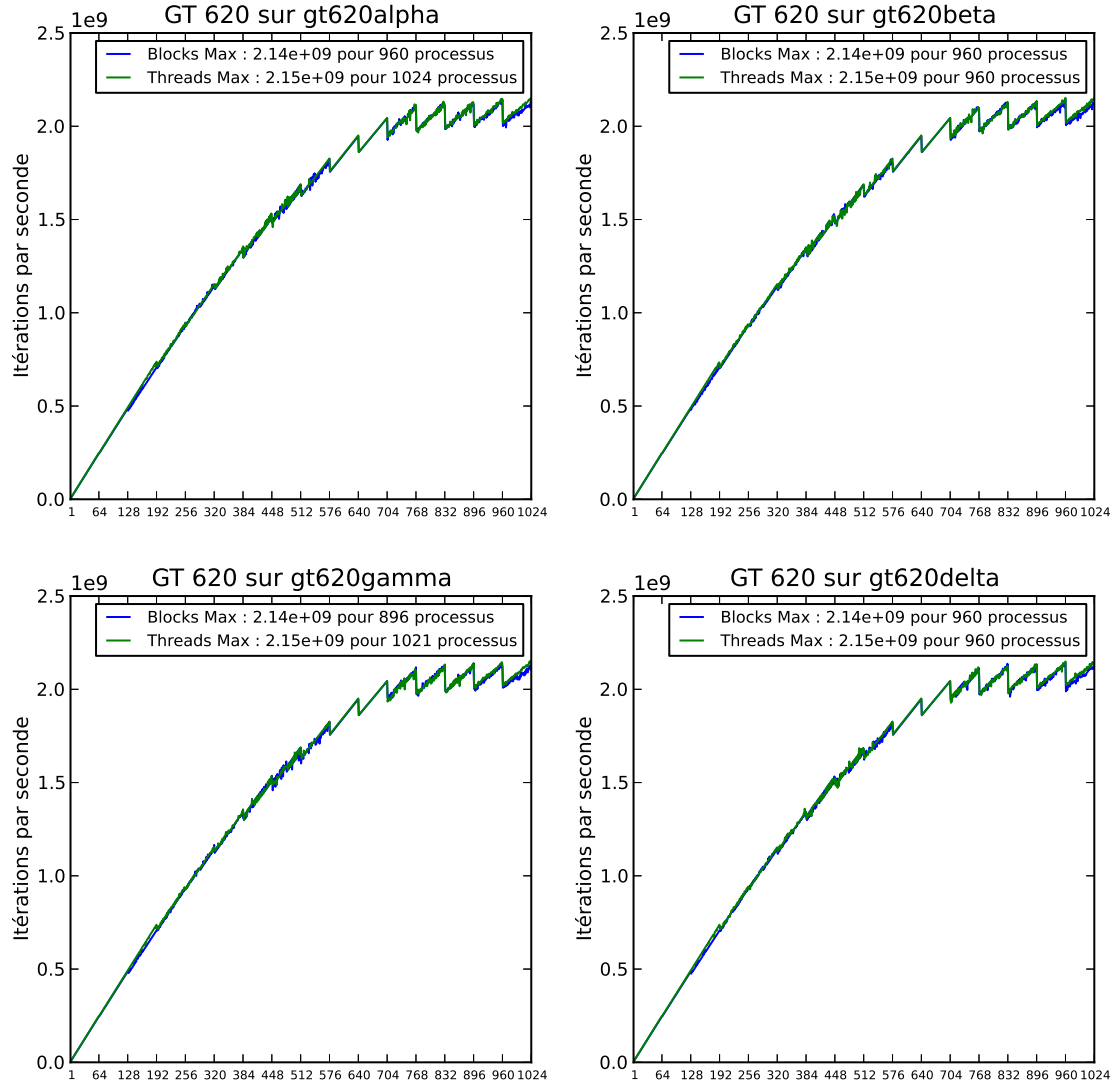 GT 620 sur gt620alpha
1e9
Blocks Max : 2.14e+09 pour 960 processus
Threads Max : 2.15e+09 pour 1024 processus
Itérations par seconde
2.5
2.0
1.5
1.0
0.5
0.0
1 64 128 192 256 320 384 448 512 576 640 704 768 832 896 960 1024
GT 620 sur gt620beta
1e9
Blocks Max : 2.14e+09 pour 960 processus
Threads Max : 2.15e+09 pour 960 processus
Itérations par seconde
2.5
2.0
1.5
1.0
0.5
0.0
1 64 128 192 256 320 384 448 512 576 640 704 768 832 896 960 1024
GT 620 sur gt620gamma
1e9
Blocks Max : 2.14e+09 pour 896 processus
Threads Max : 2.15e+09 pour 1021 processus
Itérations par seconde
2.5
2.0
1.5
1.0
0.5
0.0
1 64 128 192 256 320 384 448 512 576 640 704 768 832 896 960 1024
GT 620 sur gt620delta
1e9
Blocks Max : 2.14e+09 pour 960 processus
Threads Max : 2.15e+09 pour 960 processus
Itérations par seconde
2.5
2.0
1.5
1.0
0.5
0.0
1 64 128 192 256 320 384 448 512 576 640 704 768 832 896 960 1024